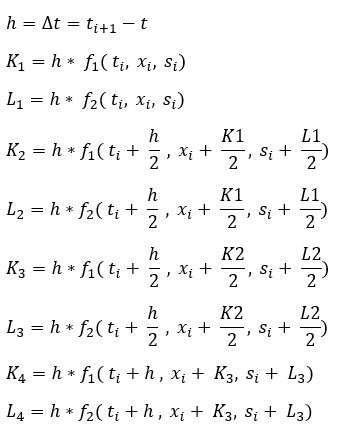 h = Δt = t_{i+1} − t
K_1 = h * f_1( t_i, x_i, s_i)
L_1 = h * f_2( t_i, x_i, s_i)
K_2 = h * f_1( t_i + h/2 , x_i + K1/2 , s_i + L1/2)
L_2 = h * f_2( t_i + h/2 , x_i + K1/2 , s_i + L1/2)
K_3 = h * f_1( t_i + h/2 , x_i + K2/2 , s_i + L2/2)
L_3 = h * f_2( t_i + h/2 , x_i + K2/2 , s_i + L2/2)
K_4 = h * f_1( t_i + h , x_i + K_3, s_i + L_3)
L_4 = h * f_2( t_i + h , x_i + K_3, s_i + L_3)